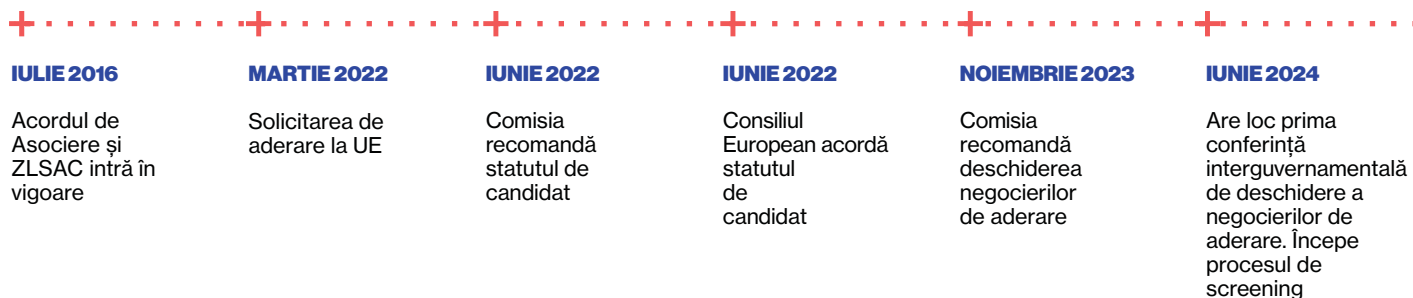 IULIE 2016
Acordul de
Asociere și
ZLSAC intră în
vigoare
MARTIE 2022
Solicitarea de
aderare la UE
IUNIE 2022
Comisia
recomandă
statutul de
candidat
IUNIE 2022
Consiliul
European acordă
statutul
de
candidat
NOIEMBRIE 2023
Comisia
recomandă
deschiderea
negocierilor
de aderare
IUNIE 2024
Are loc prima
conferință
interguvernamentală
de deschidere a
negocierilor de
aderare. Începe
procesul de
screening